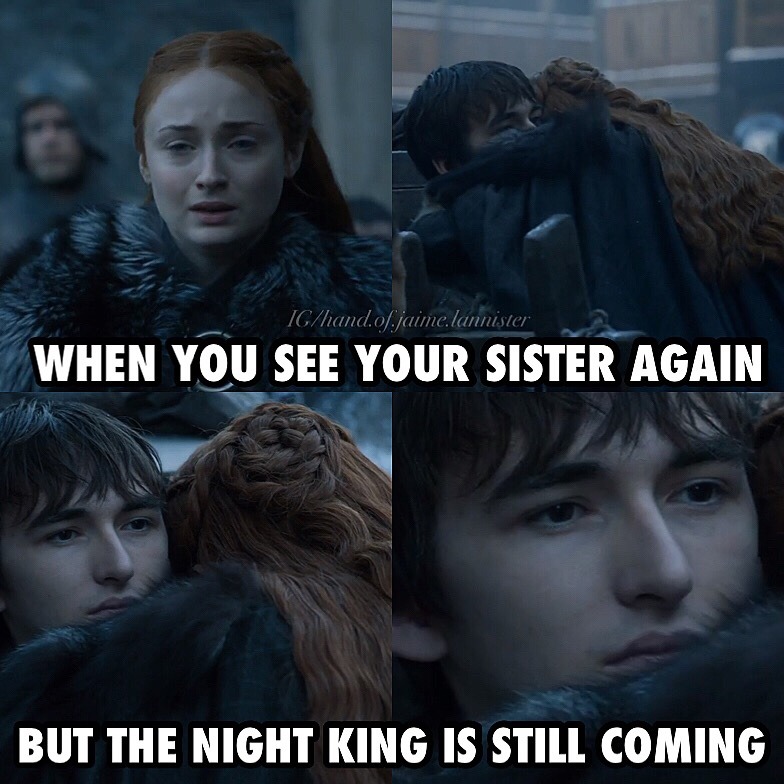 IG/hand.of.jaime.lannister
WHEN YOU SEE YOUR SISTER AGAIN
BUT THE NIGHT KING IS STILL COMING